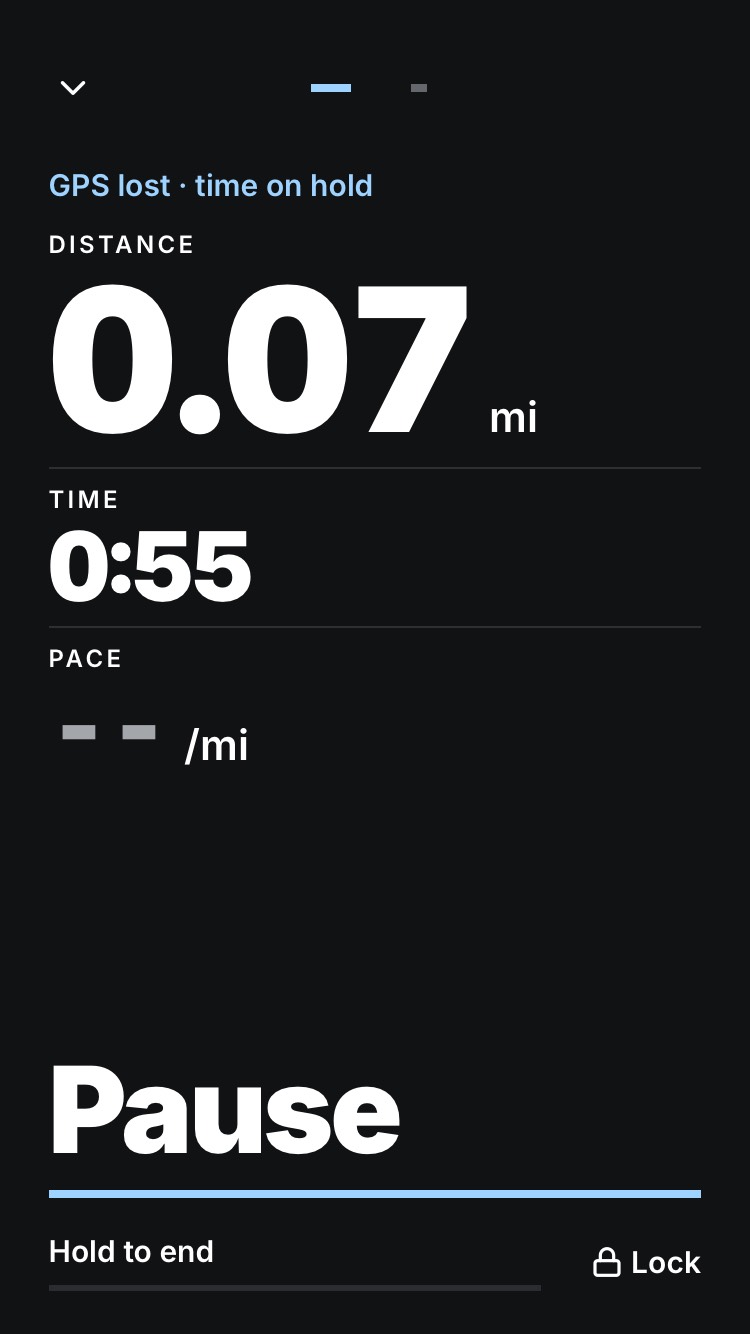 GPS lost · time on hold
DISTANCE
0.07 mi
TIME
0:55
PACE
-- /mi
Pause
Hold to end
Lock